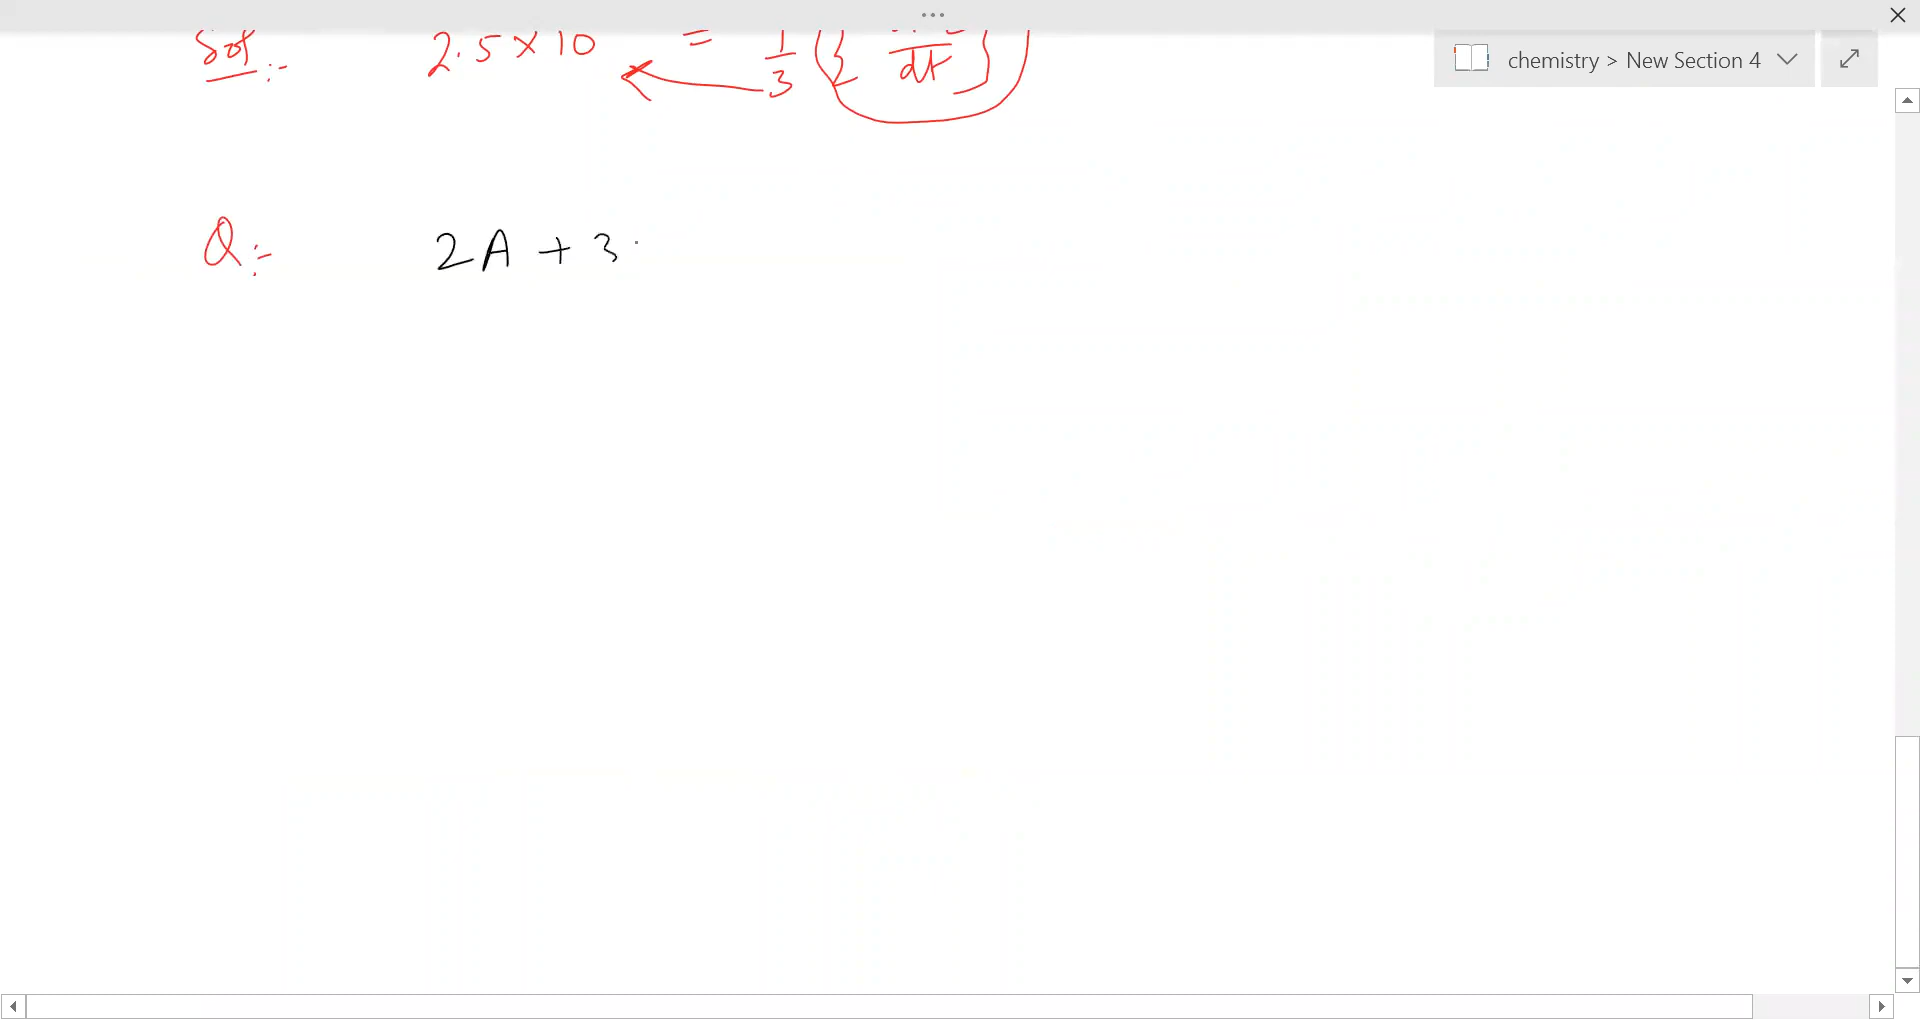 chemistry > New Section 4
Sol :- 2.5 × 10 = 1/3 { dt }
Q :- 2A + 3